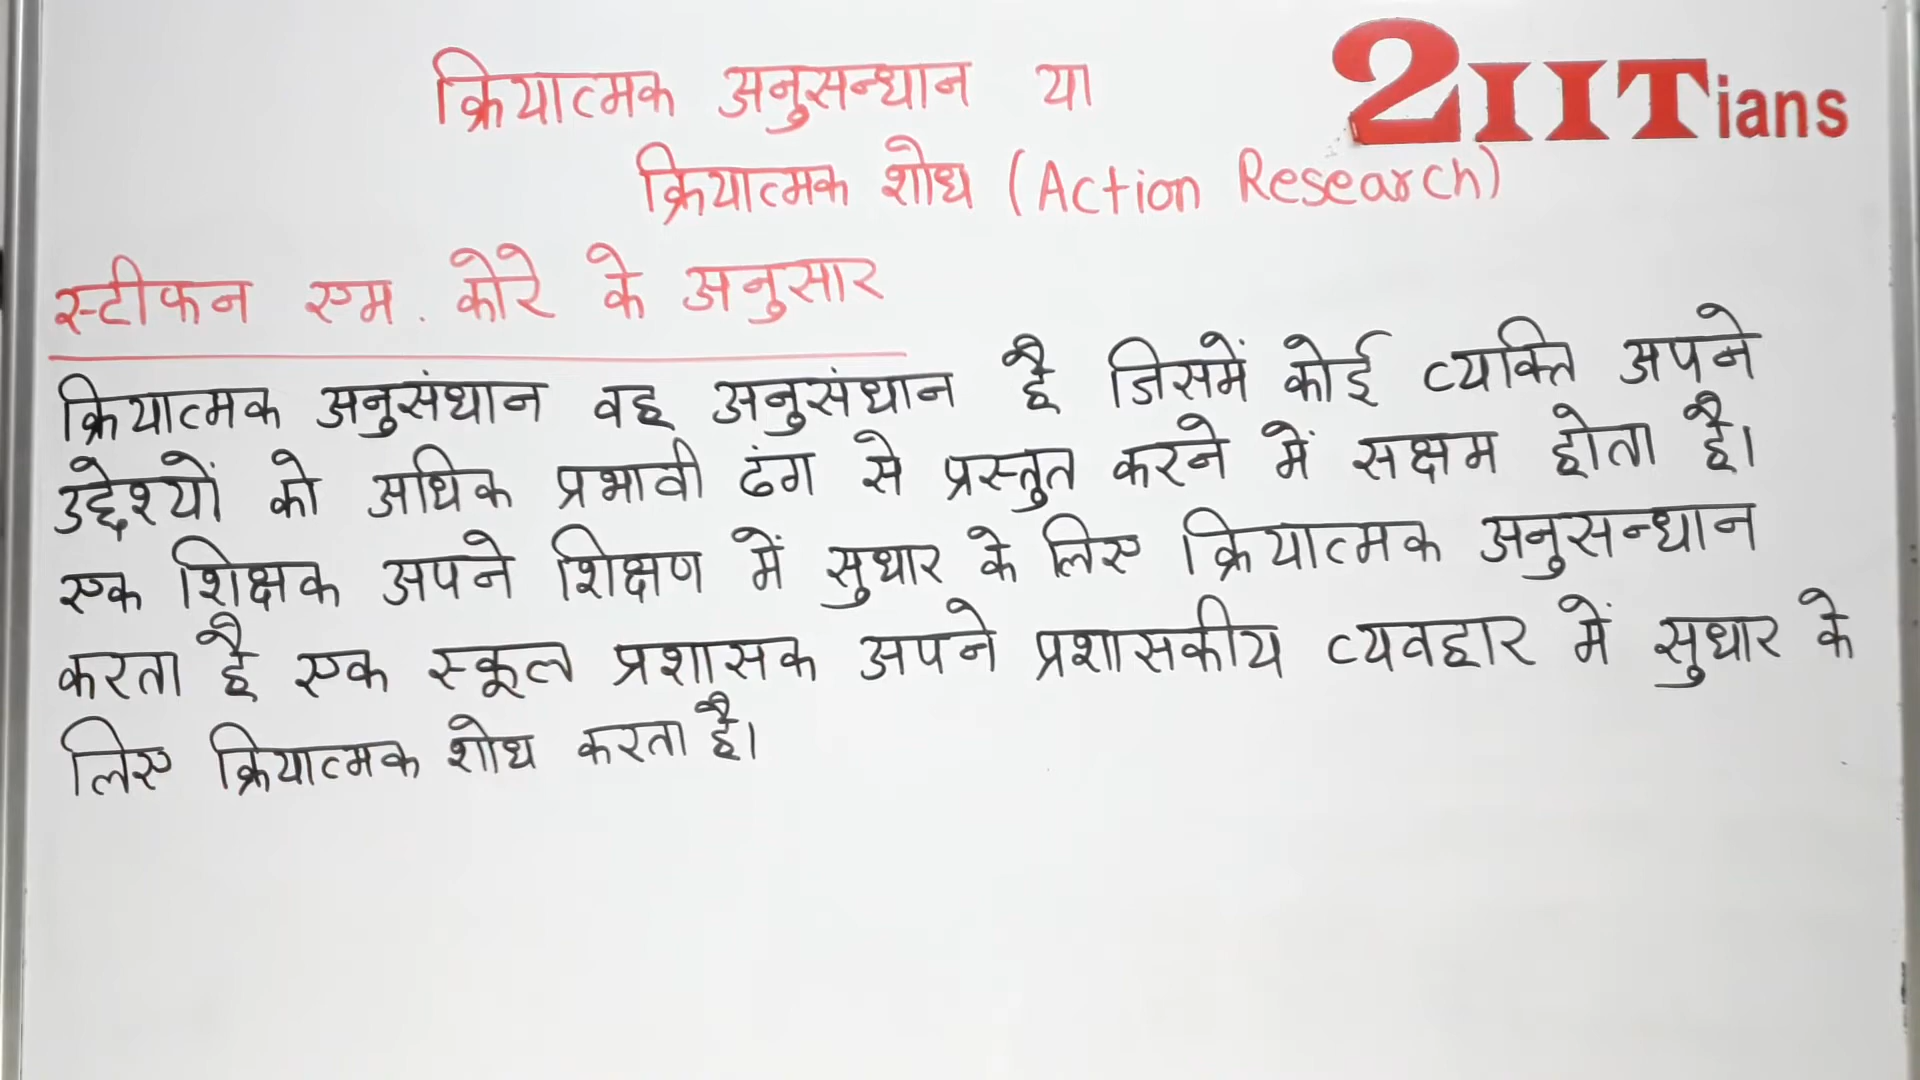 क्रियात्मक अनुसन्धान या
2IITians
क्रियात्मक शोध (Action Research)
स्टीफन एम. कोरे के अनुसार
क्रियात्मक अनुसंधान वह अनुसंधान है जिसमें कोई व्यक्ति अपने
उद्देश्यों को अधिक प्रभावी ढंग से प्रस्तुत करने में सक्षम होता है।
एक शिक्षक अपने शिक्षण में सुधार के लिए क्रियात्मक अनुसन्धान
करता है एक स्कूल प्रशासक अपने प्रशासकीय व्यवहार में सुधार के
लिए क्रियात्मक शोध करता है।